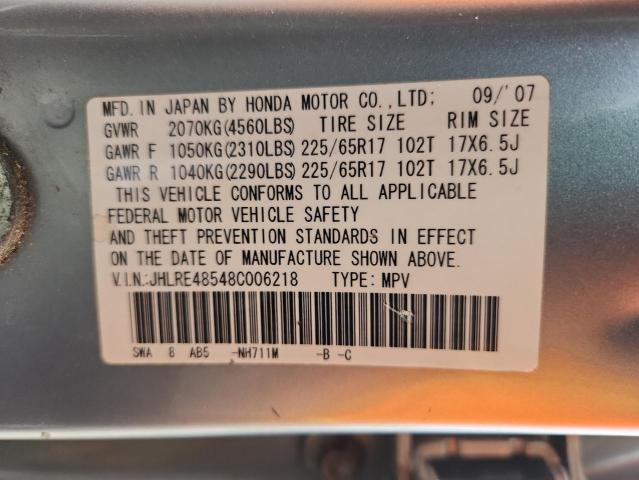 MFD. IN JAPAN BY HONDA MOTOR CO.,LTD: 09/'07
GVWR 2070KG(4560LBS) TIRE SIZE RIM SIZE
GAWR F 1050KG(2310LBS) 225/65R17 102T 17X6.5J
GAWR R 1040KG(2290LBS) 225/65R17 102T 17X6.5J
THIS VEHICLE CONFORMS TO ALL APPLICABLE
FEDERAL MOTOR VEHICLE SAFETY
AND THEFT PREVENTION STANDARDS IN EFFECT
ON THE DATE OF MANUFACTURE SHOWN ABOVE.
V.I.N.:JHLRE48548C006218 TYPE: MPV
SWA 8 AB5 -NH711M -B -C